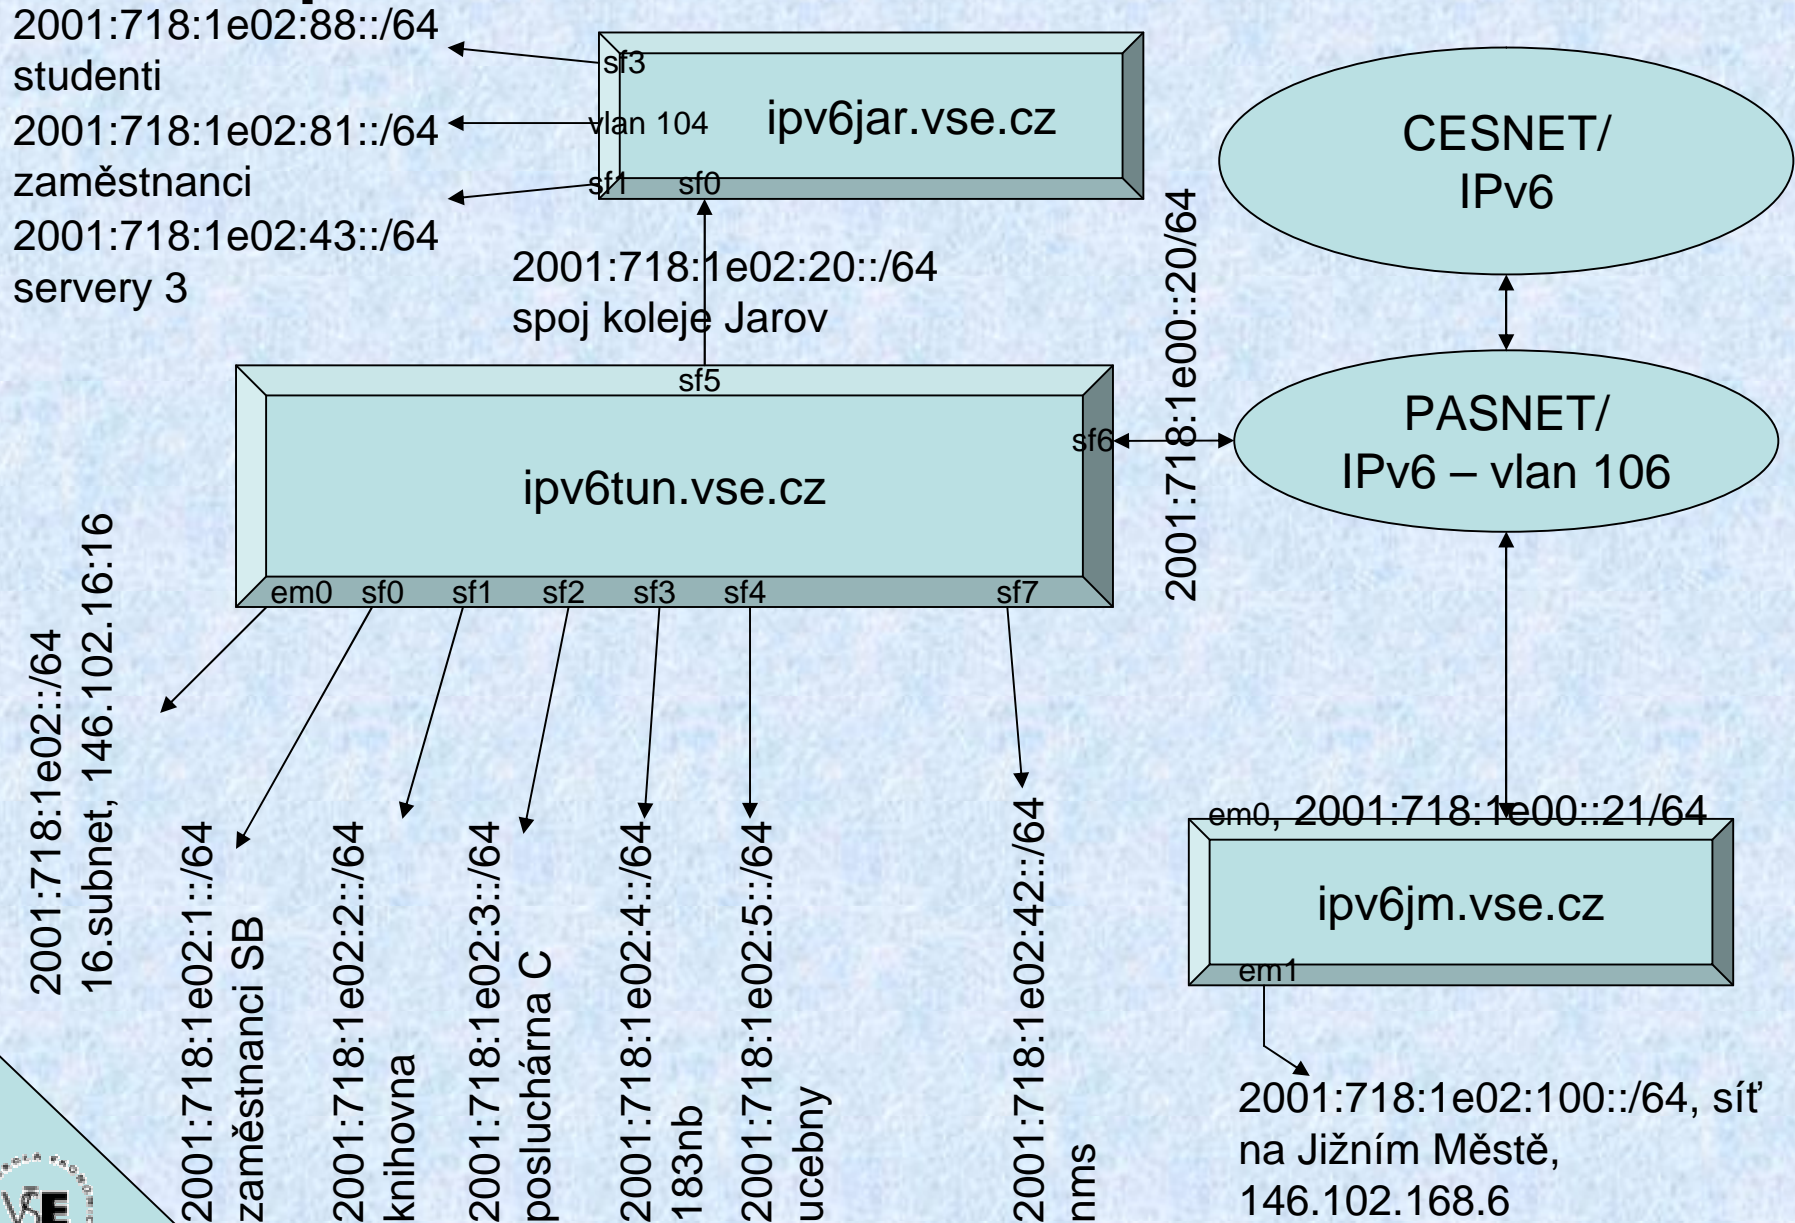 2001:718:1e02:88::/64
studenti
2001:718:1e02:81::/64
zaměstnanci
2001:718:1e02:43::/64
servery 3
sf3
vlan 104
sf1
sf0
ipv6jar.vse.cz
2001:718:1e02:20::/64
spoj koleje Jarov
CESNET/
IPv6
2001:718:1e00::20/64
PASNET/
IPv6 – vlan 106
sf5
sf6
ipv6tun.vse.cz
em0
sf0
sf1
sf2
sf3
sf4
sf7
2001:718:1e02::/64
16.subnet, 146.102.16:16
2001:718:1e02:1::/64
zaměstnanci SB
2001:718:1e02:2::/64
knihovna
2001:718:1e02:3::/64
posluchárna C
2001:718:1e02:4::/64
183nb
2001:718:1e02:5::/64
ucebny
2001:718:1e02:42::/64
nms
em0, 2001:718:1e00::21/64
ipv6jm.vse.cz
em1
2001:718:1e02:100::/64, síť
na Jižním Městě,
146.102.168.6
VŠE